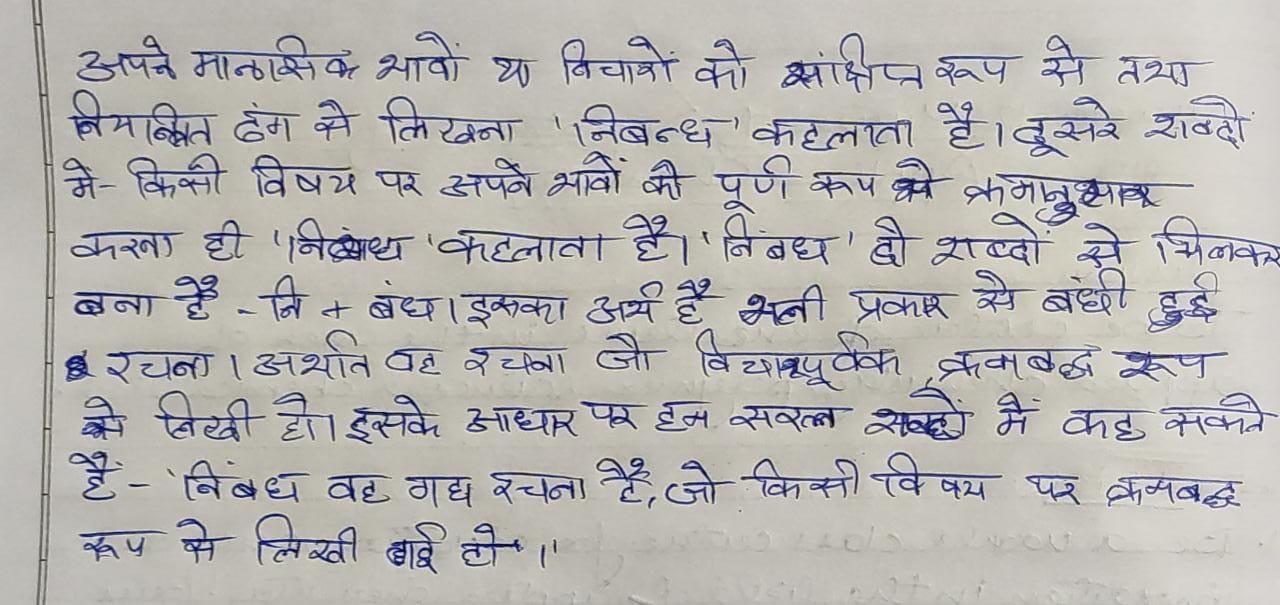 अपने मानसिक भावों या विचारों को सांक्षिप्त रूप से तथा
नियन्त्रित ढंग से लिखना 'निबन्ध' कहलाता है। दूसरे शब्दों
मे- किसी विषय पर अपने भावों को पूर्ण रूप से क्रमानुसार
करना ही 'निबंध' कहलाता है। 'निबंध' दो शब्दों से मिलकर
बना है - नि + बंध। इसका अर्थ है भली प्रकार से बंधी हुई
रचना। अर्थात वह रचना जो विचारपूर्वक, क्रमबद्ध रूप
से लिखी हो। इसके आधार पर हम सरल शब्दों में कह सकते
हैं- 'निबंध वह गद्य रचना है, जो किसी विषय पर क्रमबद्ध
रूप से लिखी गई हो।'